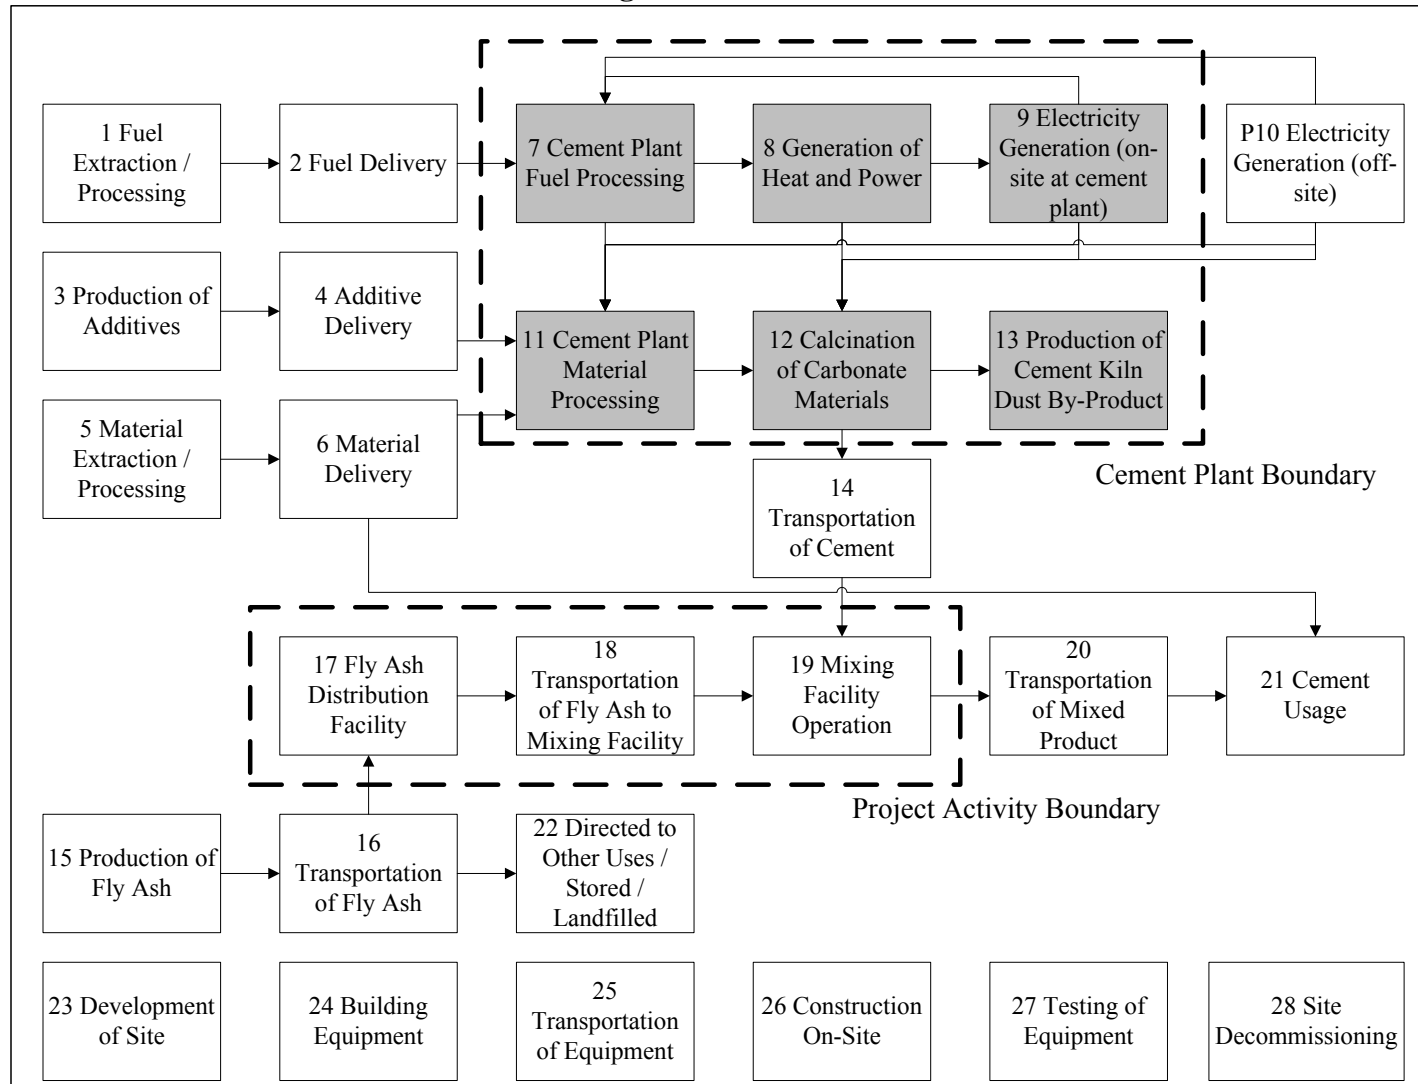 1 Fuel
Extraction /
Processing
2 Fuel Delivery
7 Cement Plant
Fuel Processing
8 Generation of
Heat and Power
9 Electricity
Generation (on-
site at cement
plant)
P10 Electricity
Generation (off-
site)
3 Production of
Additives
4 Additive
Delivery
11 Cement Plant
Material
Processing
12 Calcination
of Carbonate
Materials
13 Production of
Cement Kiln
Dust By-Product
5 Material
Extraction /
Processing
6 Material
Delivery
Cement Plant Boundary
14
Transportation
of Cement
17 Fly Ash
Distribution
Facility
18
Transportation
of Fly Ash to
Mixing Facility
19 Mixing
Facility
Operation
20
Transportation
of Mixed
Product
21 Cement
Usage
Project Activity Boundary
15 Production of
Fly Ash
16
Transportation
of Fly Ash
22 Directed to
Other Uses /
Stored /
Landfilled
23 Development
of Site
24 Building
Equipment
25
Transportation
of Equipment
26 Construction
On-Site
27 Testing of
Equipment
28 Site
Decommissioning